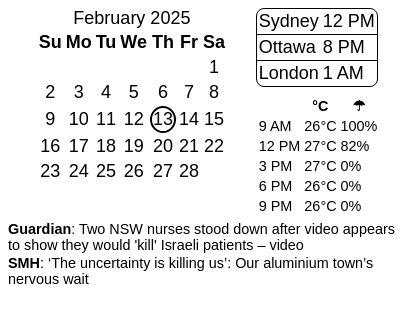 February 2025
Su Mo Tu We Th Fr Sa
1
2 3 4 5 6 7 8
9 10 11 12 13 14 15
16 17 18 19 20 21 22
23 24 25 26 27 28
Sydney 12 PM
Ottawa 8 PM
London 1 AM
°C ☂
9 AM 26°C 100%
12 PM 27°C 82%
3 PM 27°C 0%
6 PM 26°C 0%
9 PM 26°C 0%
Guardian: Two NSW nurses stood down after video appears
to show they would 'kill' Israeli patients – video
SMH: ‘The uncertainty is killing us’: Our aluminium town’s
nervous wait